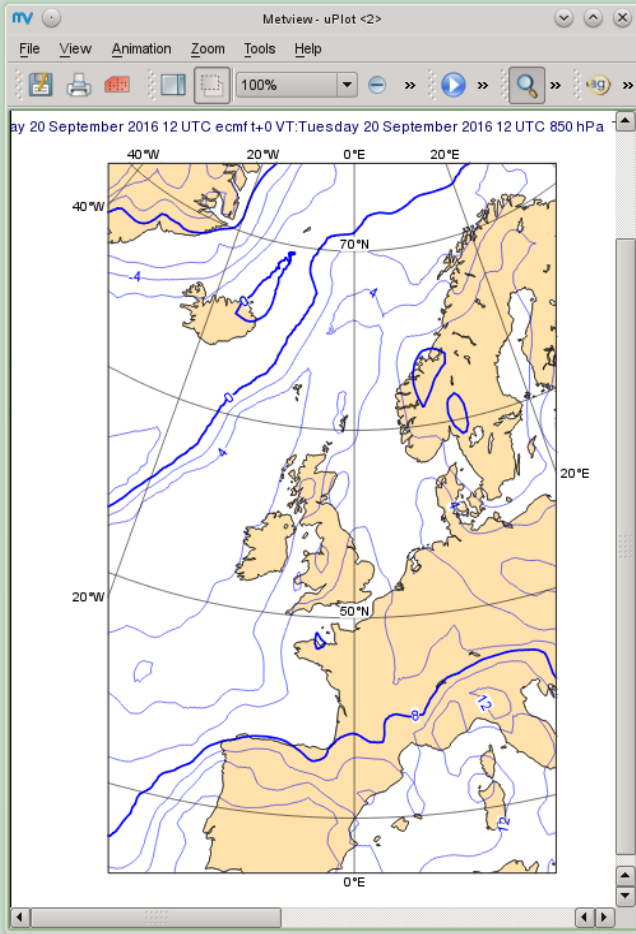 Metview - uPlot <2>
File View Animation Zoom Tools Help
100% » » » »
ay 20 September 2016 12 UTC ecmf t+0 VT:Tuesday 20 September 2016 12 UTC 850 hPa
40°W 20°W 0°E 20°E
40°W
70°N
-4
4
0
0
4
20°E
4
20°W
50°N
12
8
12
0°E